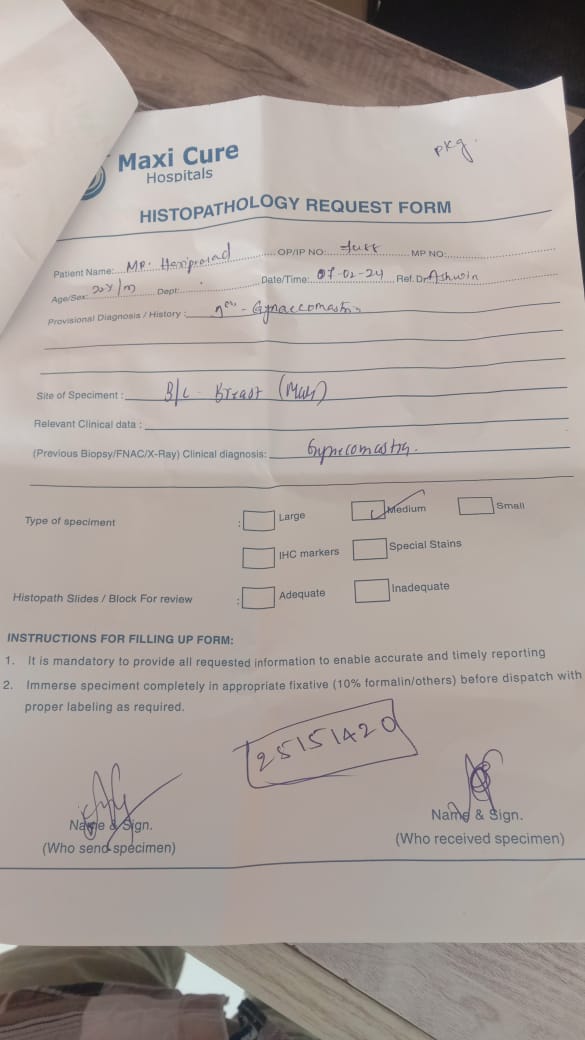 pkg.
Maxi Cure
Hospitals
HISTOPATHOLOGY REQUEST FORM
Patient Name: MR. Hariprasad OP/IP NO: MP NO:
Age/Sex: Dept: Date/Time: 07-02-24 Ref. Dr. Ashwin
Provisional Diagnosis / History : Gynaecomastia
Site of Speciment : B/L - Breast (Male)
Relevant Clinical data :
(Previous Biopsy/FNAC/X-Ray) Clinical diagnosis: Gynecomastia.
Type of speciment : Large Medium Small
IHC markers Special Stains
Histopath Slides / Block For review : Adequate Inadequate
INSTRUCTIONS FOR FILLING UP FORM:
1. It is mandatory to provide all requested information to enable accurate and timely reporting
2. Immerse speciment completely in appropriate fixative (10% formalin/others) before dispatch with
proper labeling as required.
25151420
Name & Sign.
(Who send specimen)
Name & Sign.
(Who received specimen)